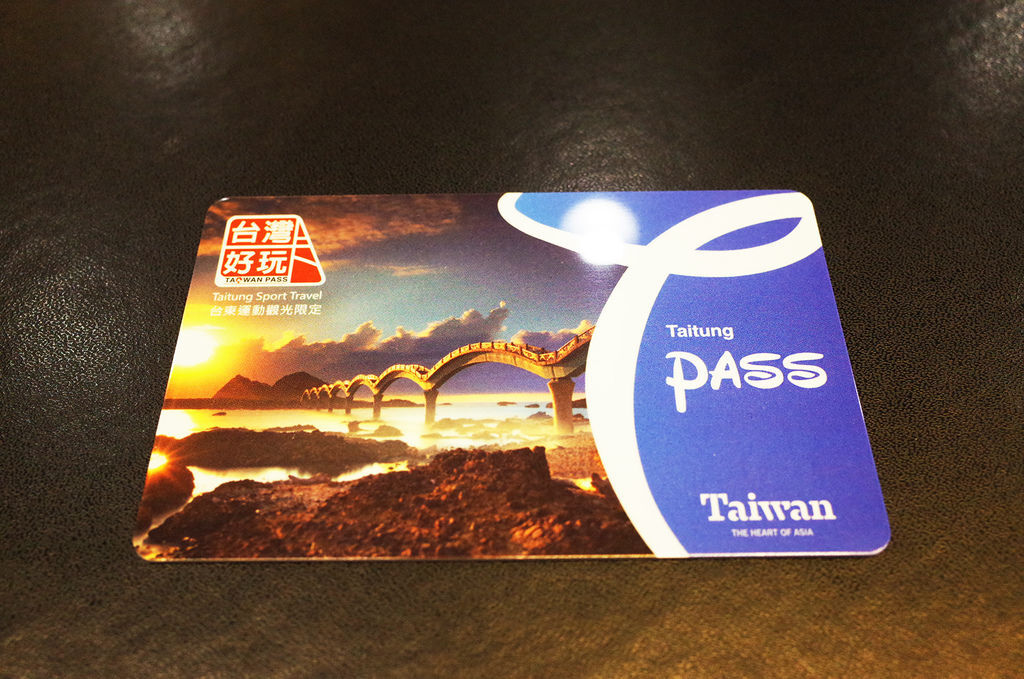 台灣
好玩
TAIWAN PASS
Taitung Sport Travel
台東運動觀光限定
Taitung
PASS
Taiwan
THE HEART OF ASIA